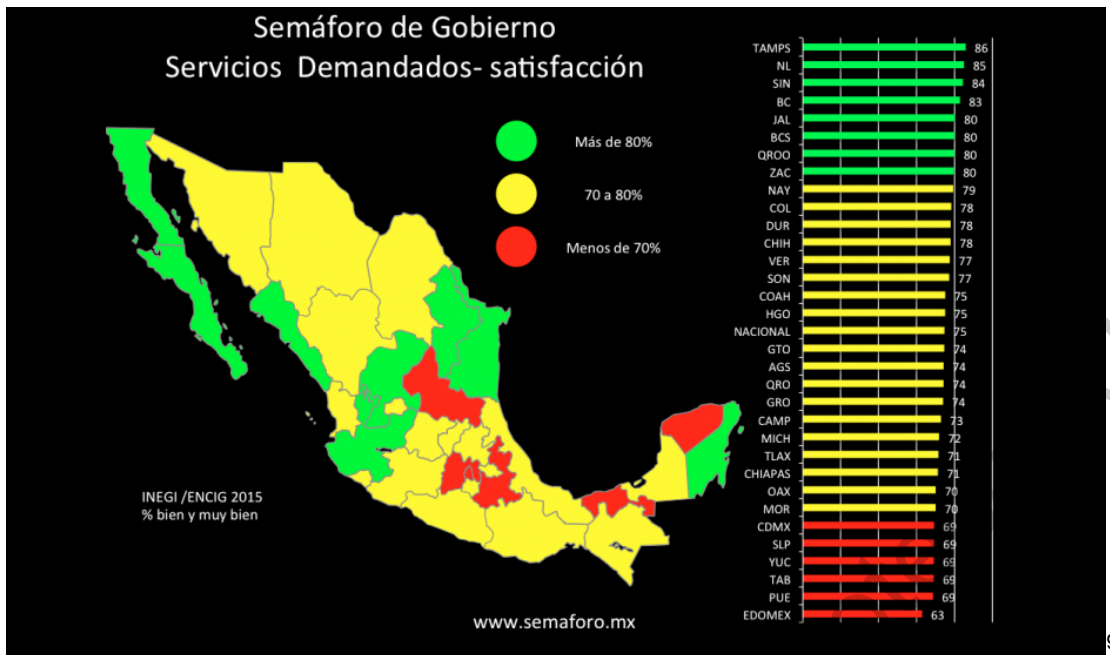 Semáforo de Gobierno
Servicios Demandados- satisfacción
Más de 80%
70 a 80%
Menos de 70%
INEGI /ENCIG 2015
% bien y muy bien
www.semaforo.mx
TAMPS 86
NL 85
SIN 84
BC 83
JAL 80
BCS 80
QROO 80
ZAC 80
NAY 79
COL 78
DUR 78
CHIH 78
VER 77
SON 77
COAH 75
HGO 75
NACIONAL 75
GTO 74
AGS 74
QRO 74
GRO 74
CAMP 73
MICH 72
TLAX 71
CHIAPAS 71
OAX 70
MOR 70
CDMX 69
SLP 69
YUC 69
TAB 69
PUE 69
EDOMEX 63